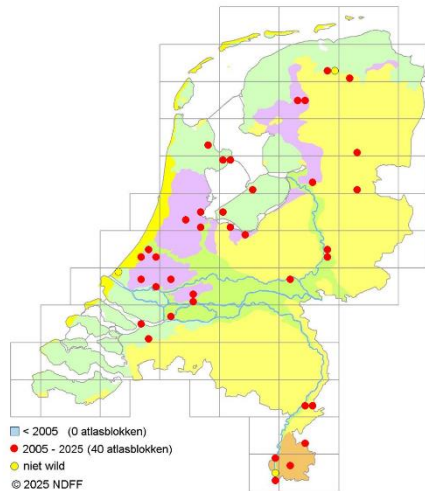 < 2005 (0 atlasblokken)
2005 - 2025 (40 atlasblokken)
niet wild
© 2025 NDFF